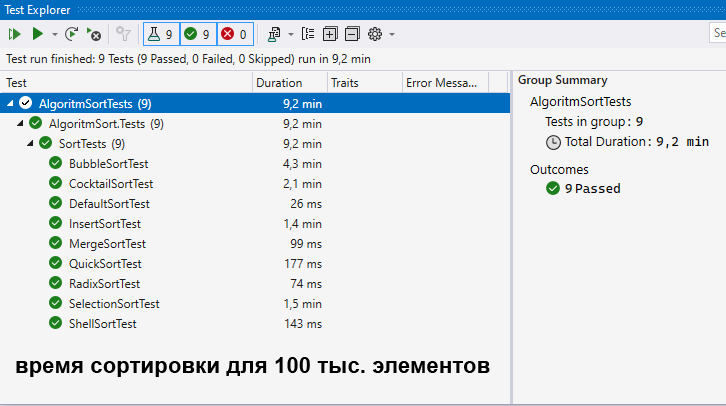 Test Explorer
9 9 0 Se
Test run finished: 9 Tests (9 Passed, 0 Failed, 0 Skipped) run in 9,2 min
Test Duration Traits Error Messa...
AlgoritmSortTests (9) 9,2 min
AlgoritmSort.Tests (9) 9,2 min
SortTests (9) 9,2 min
BubbleSortTest 4,3 min
CocktailSortTest 2,1 min
DefaultSortTest 26 ms
InsertSortTest 1,4 min
MergeSortTest 99 ms
QuickSortTest 177 ms
RadixSortTest 74 ms
SelectionSortTest 1,5 min
ShellSortTest 143 ms
время сортировки для 100 тыс. элементов
Group Summary
AlgoritmSortTests
Tests in group: 9
Total Duration: 9,2 min
Outcomes
9 Passed